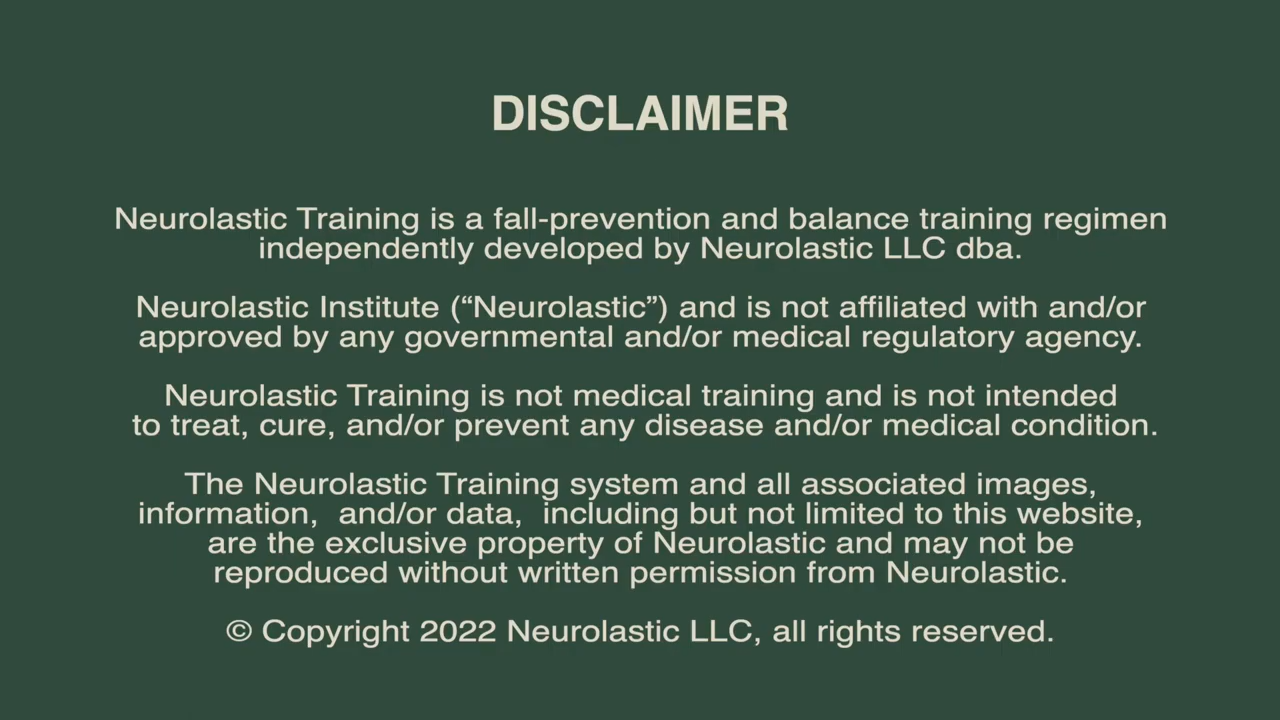 DISCLAIMER
Neurolastic Training is a fall-prevention and balance training regimen
independently developed by Neurolastic LLC dba.
Neurolastic Institute (“Neurolastic”) and is not affiliated with and/or
approved by any governmental and/or medical regulatory agency.
Neurolastic Training is not medical training and is not intended
to treat, cure, and/or prevent any disease and/or medical condition.
The Neurolastic Training system and all associated images,
information,  and/or data,  including but not limited to this website,
are the exclusive property of Neurolastic and may not be
reproduced without written permission from Neurolastic.
© Copyright 2022 Neurolastic LLC, all rights reserved.